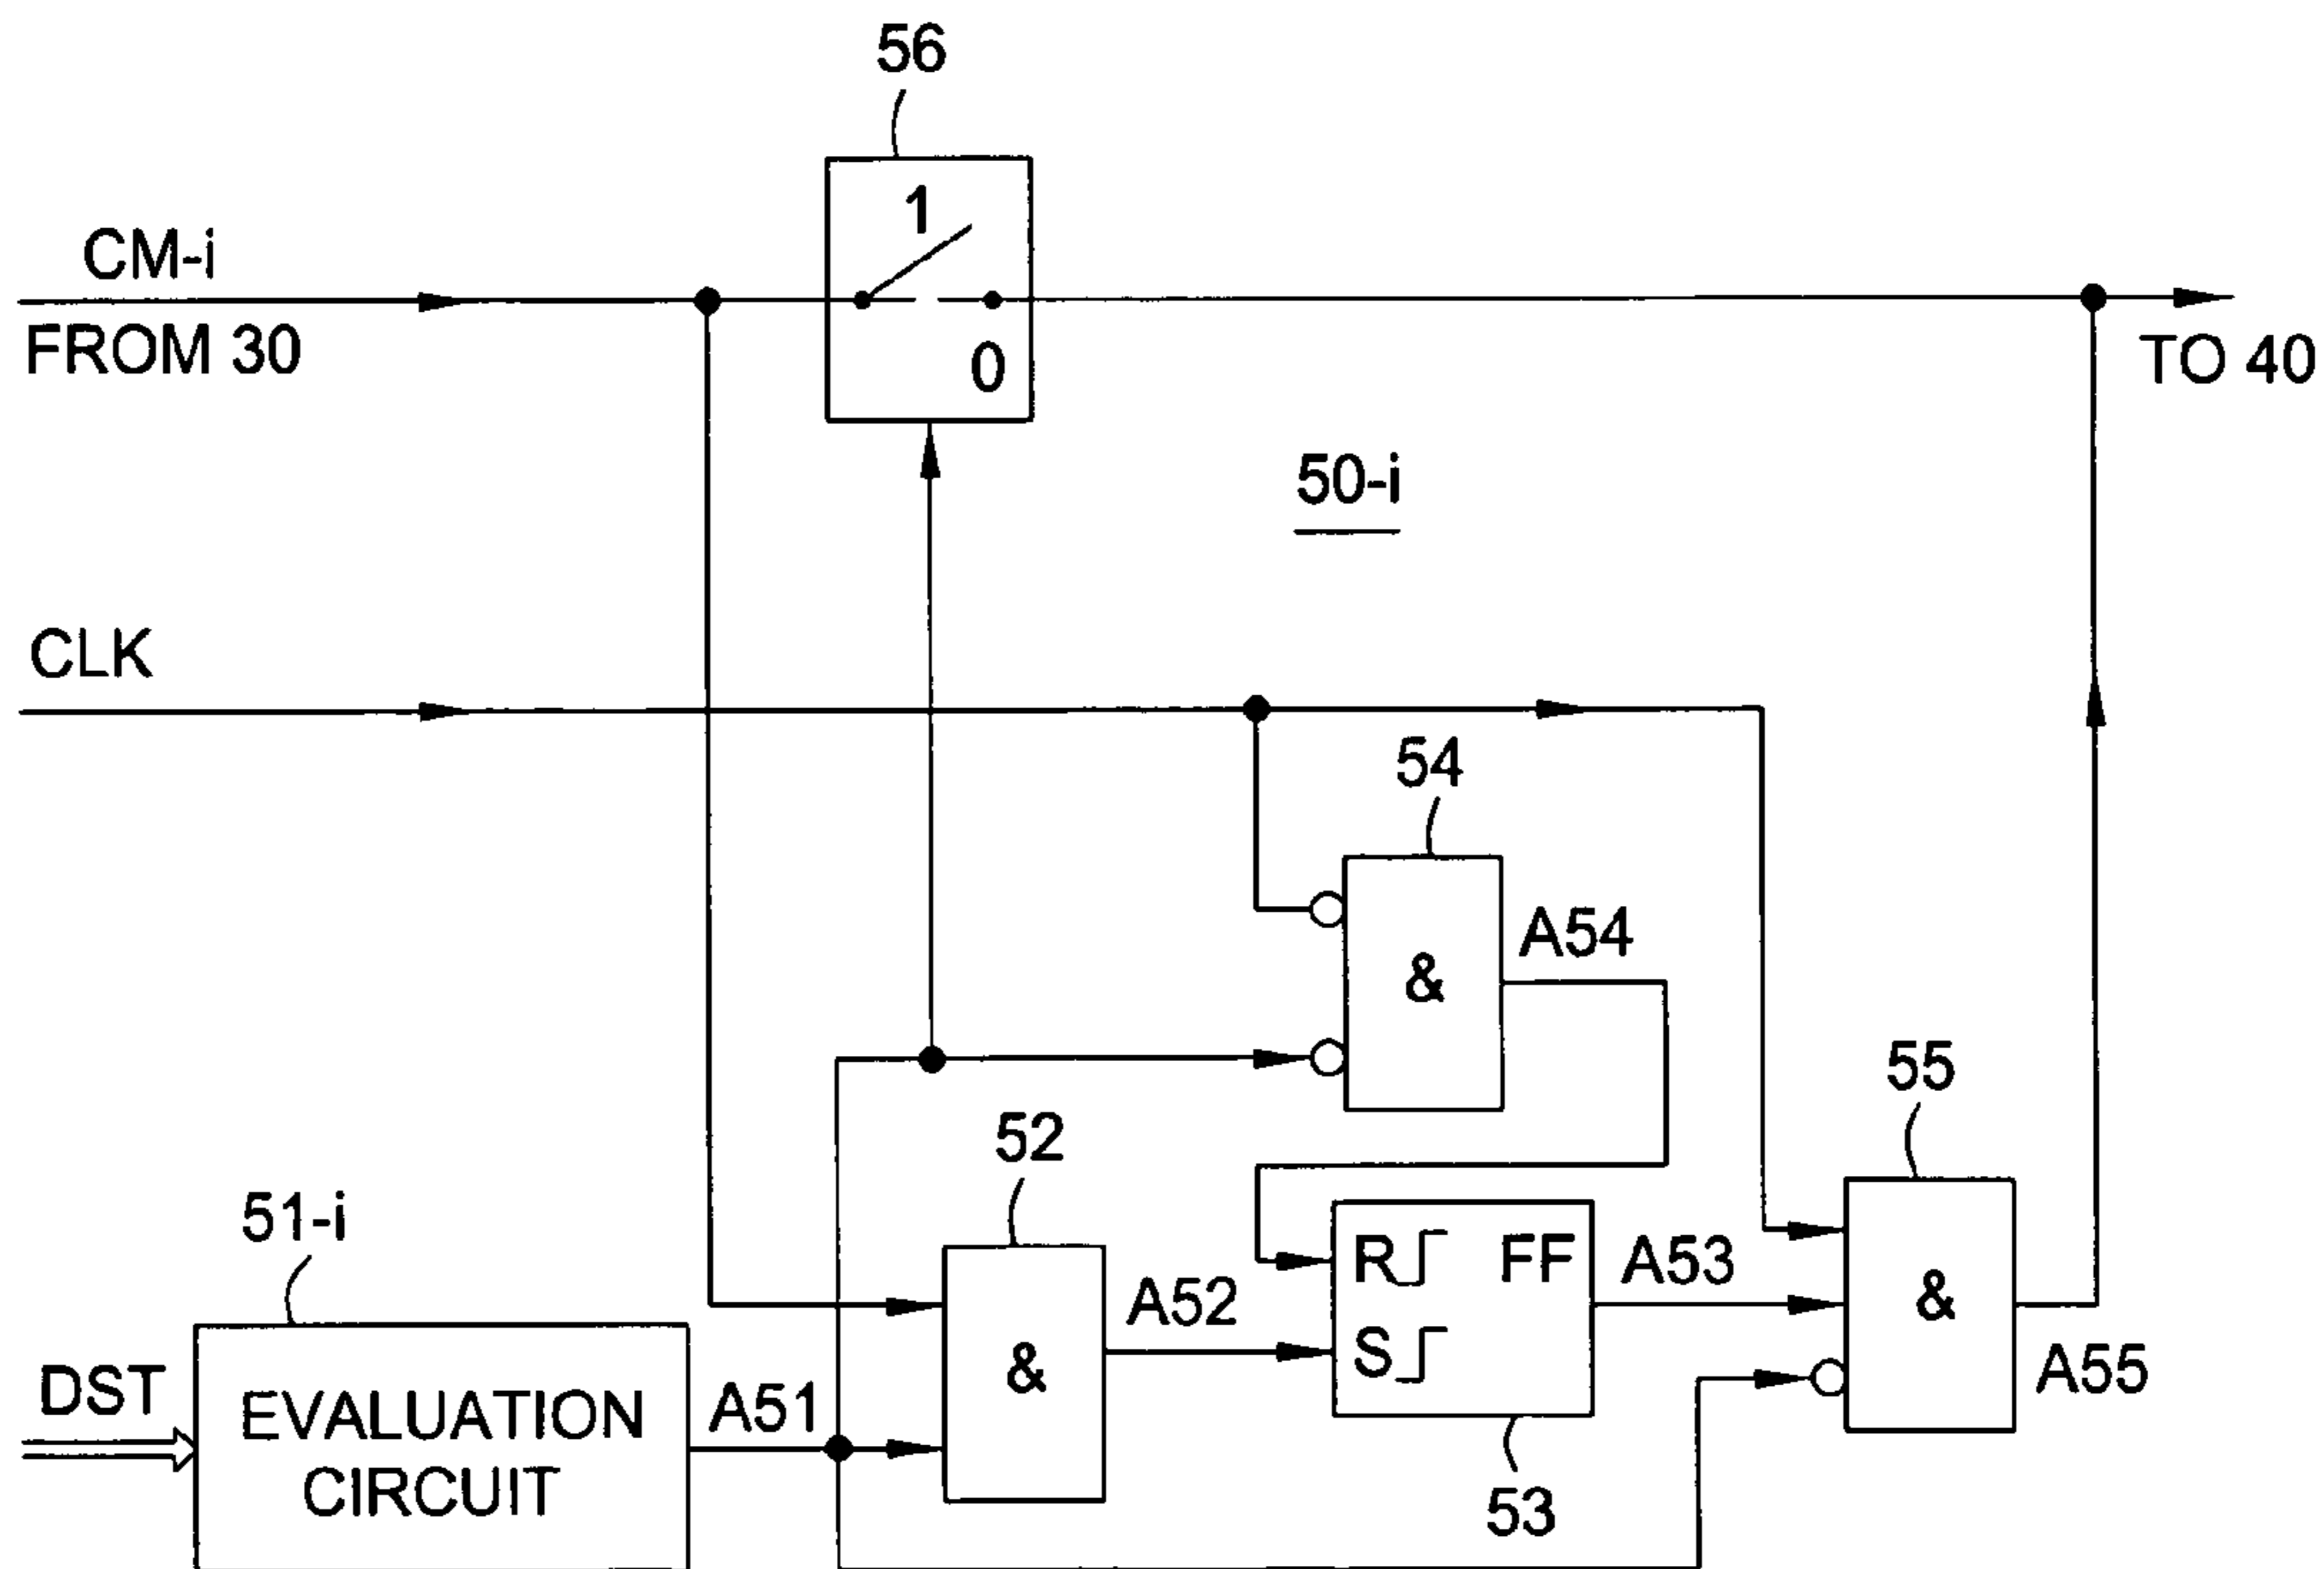 56
1
CM-i
FROM 30
0
TO 40
50-i
CLK
54
A54
&
55
52
51-i
R FF
A53
A52
&
S
&
DST
EVALUATION
CIRCUIT
A51
A55
53